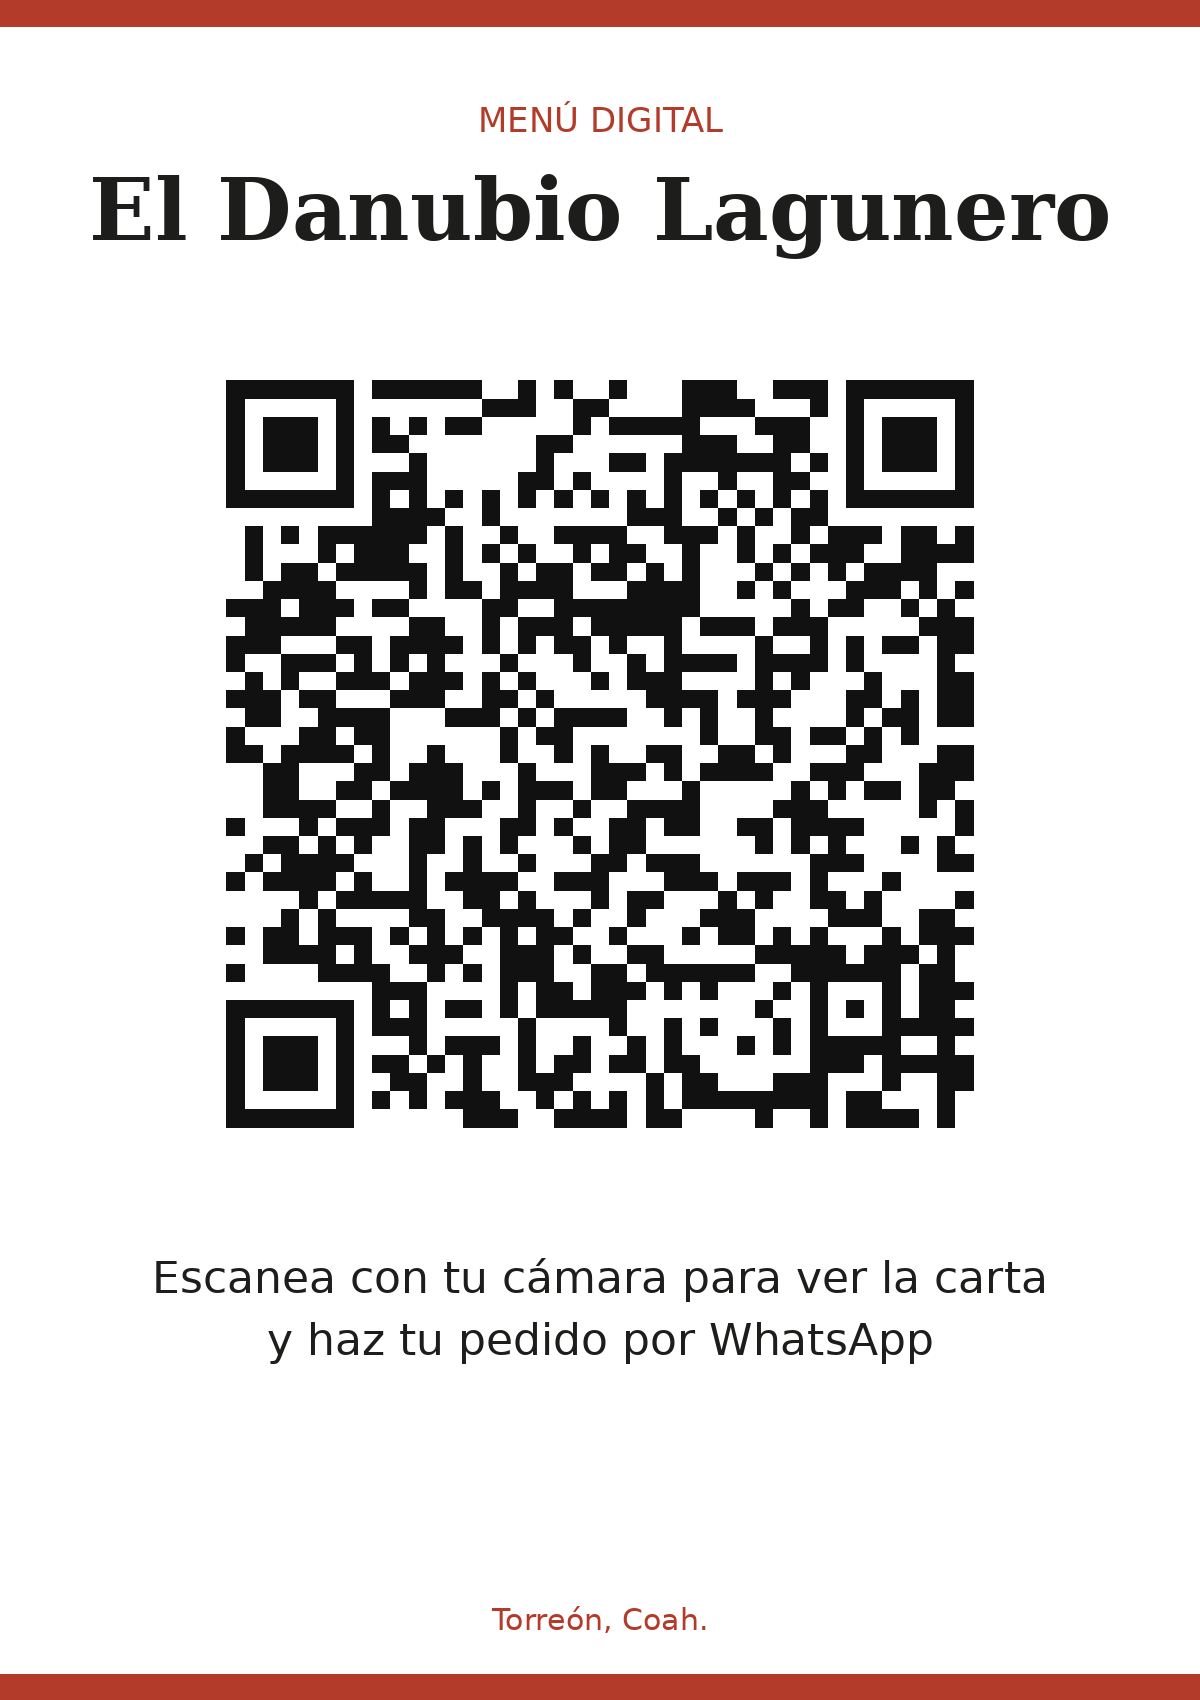 MENÚ DIGITAL
El Danubio Lagunero
Escanea con tu cámara para ver la carta
y haz tu pedido por WhatsApp
Torreón, Coah.